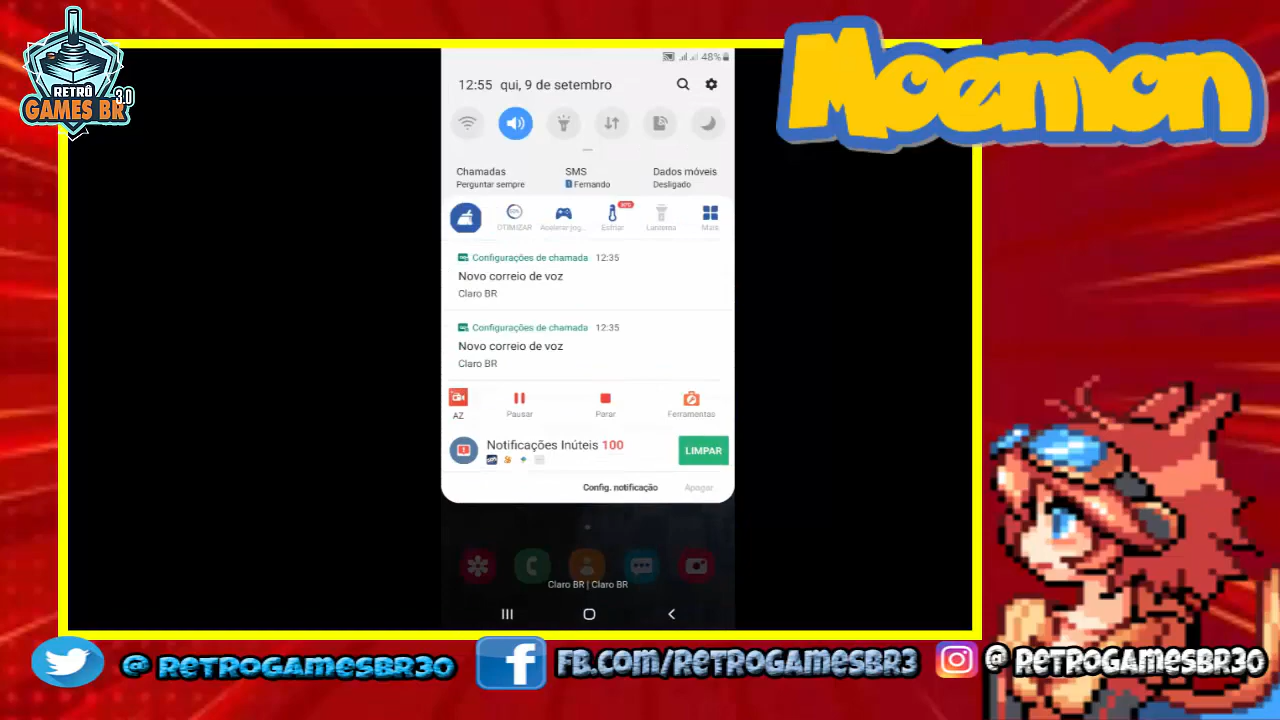 RETRÔ
GAMES BR 3.0
Moemon
48%
12:55 qui, 9 de setembro
Chamadas
Perguntar sempre
SMS
1 Fernando
Dados móveis
Desligado
OTIMIZAR
Acelerar jog...
Esfriar
Lanterna
Mais
Configurações de chamada 12:35
Novo correio de voz
Claro BR
Configurações de chamada 12:35
Novo correio de voz
Claro BR
AZ
Pausar
Parar
Ferramentas
Notificações Inúteis 100
LIMPAR
Config. notificação
Apagar
Claro BR | Claro BR
@ RETROGAMESBR30
FB.COM/RETROGAMESBR3
@ RETROGAMESBR30